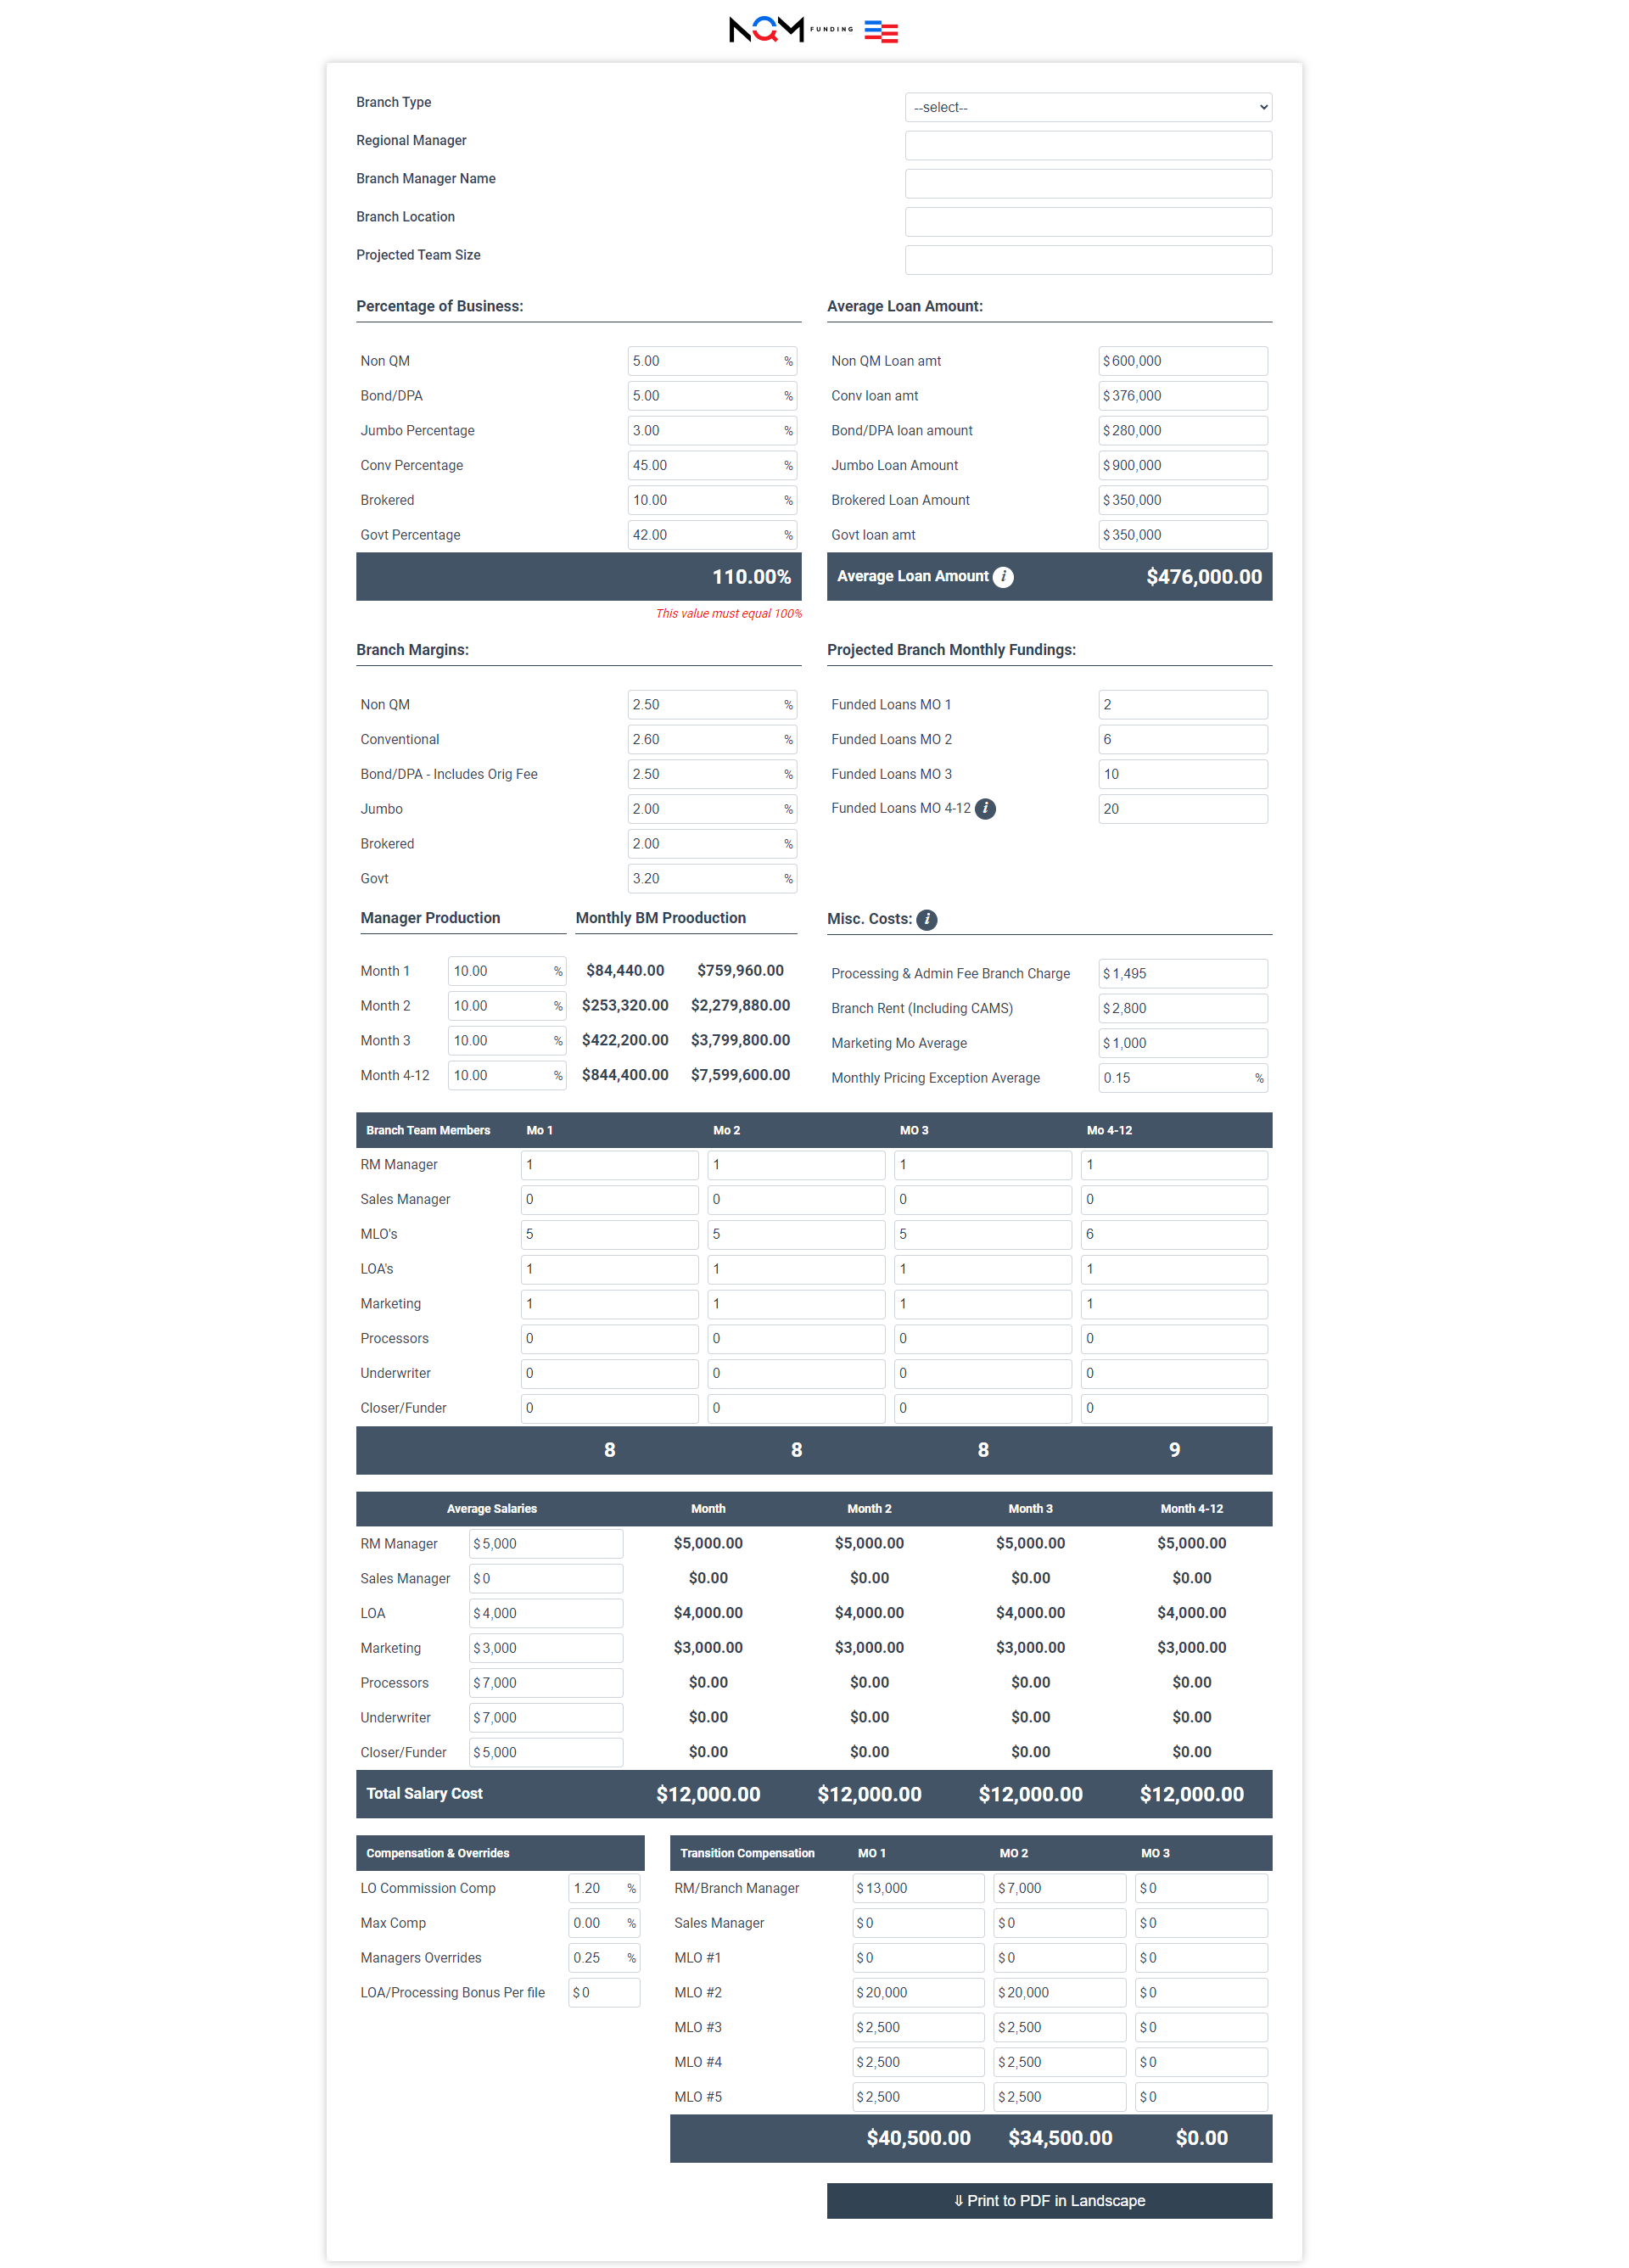 NQM FUNDING
Branch Type --select--
Regional Manager
Branch Manager Name
Branch Location
Projected Team Size
Percentage of Business:
Non QM 5.00 %
Bond/DPA 5.00 %
Jumbo Percentage 3.00 %
Conv Percentage 45.00 %
Brokered 10.00 %
Govt Percentage 42.00 %
110.00%
This value must equal 100%
Average Loan Amount:
Non QM Loan amt $ 600,000
Conv loan amt $ 376,000
Bond/DPA loan amount $ 280,000
Jumbo Loan Amount $ 900,000
Brokered Loan Amount $ 350,000
Govt loan amt $ 350,000
Average Loan Amount i $476,000.00
Branch Margins:
Non QM 2.50 %
Conventional 2.60 %
Bond/DPA - Includes Orig Fee 2.50 %
Jumbo 2.00 %
Brokered 2.00 %
Govt 3.20 %
Projected Branch Monthly Fundings:
Funded Loans MO 1 2
Funded Loans MO 2 6
Funded Loans MO 3 10
Funded Loans MO 4-12 i 20
Manager Production Monthly BM Prooduction
Month 1 10.00 % $84,440.00 $759,960.00
Month 2 10.00 % $253,320.00 $2,279,880.00
Month 3 10.00 % $422,200.00 $3,799,800.00
Month 4-12 10.00 % $844,400.00 $7,599,600.00
Misc. Costs: i
Processing & Admin Fee Branch Charge $ 1,495
Branch Rent (Including CAMS) $ 2,800
Marketing Mo Average $ 1,000
Monthly Pricing Exception Average 0.15 %
Branch Team Members Mo 1 Mo 2 MO 3 Mo 4-12
RM Manager 1 1 1 1
Sales Manager 0 0 0 0
MLO's 5 5 5 6
LOA's 1 1 1 1
Marketing 1 1 1 1
Processors 0 0 0 0
Underwriter 0 0 0 0
Closer/Funder 0 0 0 0
8 8 8 9
Average Salaries Month Month 2 Month 3 Month 4-12
RM Manager $ 5,000 $5,000.00 $5,000.00 $5,000.00 $5,000.00
Sales Manager $ 0 $0.00 $0.00 $0.00 $0.00
LOA $ 4,000 $4,000.00 $4,000.00 $4,000.00 $4,000.00
Marketing $ 3,000 $3,000.00 $3,000.00 $3,000.00 $3,000.00
Processors $ 7,000 $0.00 $0.00 $0.00 $0.00
Underwriter $ 7,000 $0.00 $0.00 $0.00 $0.00
Closer/Funder $ 5,000 $0.00 $0.00 $0.00 $0.00
Total Salary Cost $12,000.00 $12,000.00 $12,000.00 $12,000.00
Compensation & Overrides
LO Commission Comp 1.20 %
Max Comp 0.00 %
Managers Overrides 0.25 %
LOA/Processing Bonus Per file $ 0
Transition Compensation MO 1 MO 2 MO 3
RM/Branch Manager $ 13,000 $ 7,000 $ 0
Sales Manager $ 0 $ 0 $ 0
MLO #1 $ 0 $ 0 $ 0
MLO #2 $ 20,000 $ 20,000 $ 0
MLO #3 $ 2,500 $ 2,500 $ 0
MLO #4 $ 2,500 $ 2,500 $ 0
MLO #5 $ 2,500 $ 2,500 $ 0
$40,500.00 $34,500.00 $0.00
⇓ Print to PDF in Landscape